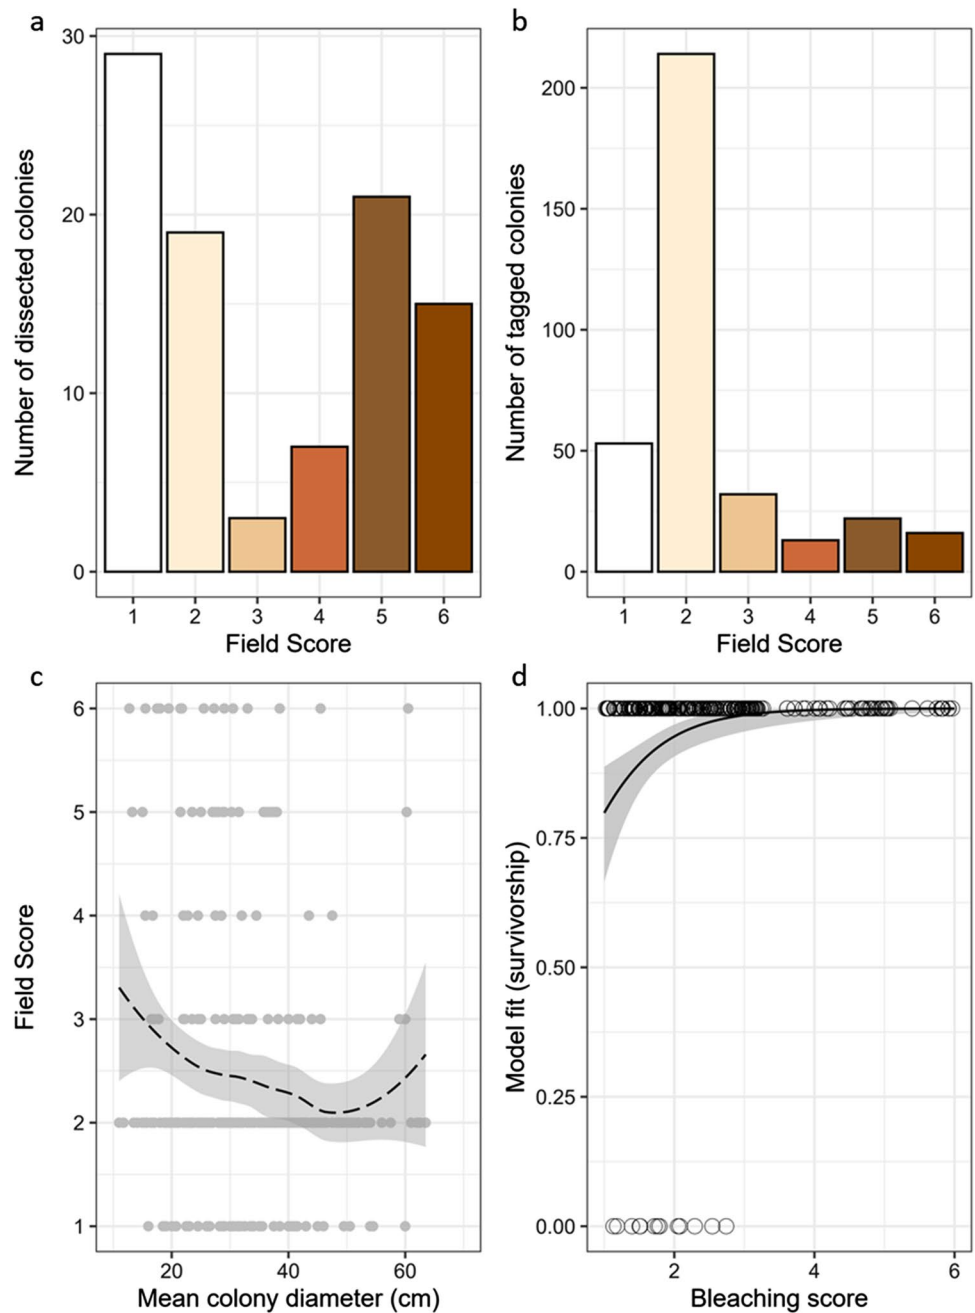 a
30
20
10
0
Number of dissected colonies
1 2 3 4 5 6
Field Score
b
200
150
100
50
0
Number of tagged colonies
1 2 3 4 5 6
Field Score
c
6
5
4
3
2
1
Field Score
20 40 60
Mean colony diameter (cm)
d
1.00
0.75
0.50
0.25
0.00
Model fit (survivorship)
2 4 6
Bleaching score